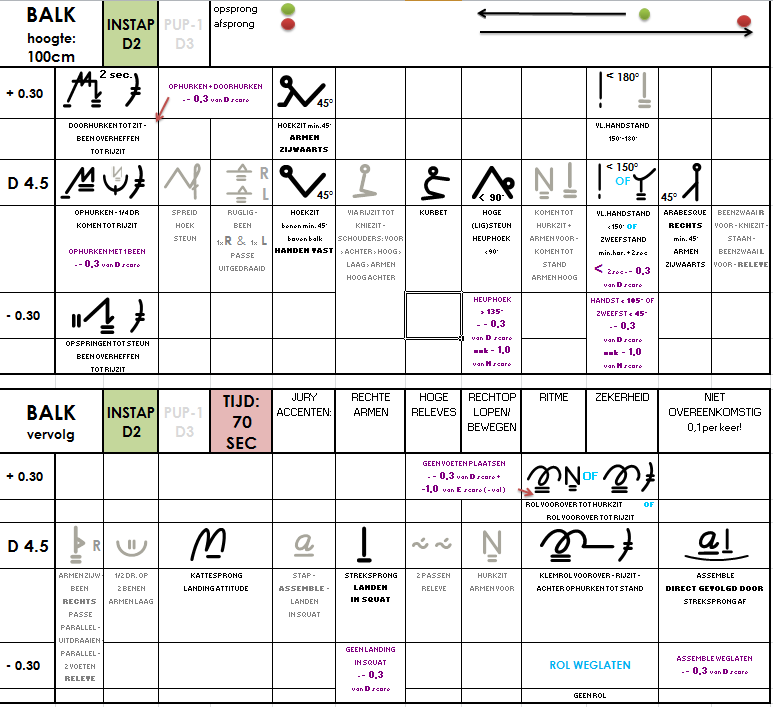 BALK
hoogte:
100cm
INSTAP
D2
PUP-1
D3
opsprong
afsprong
+ 0.30
2 sec.
OPHURKEN + DOORHURKEN
-- 0,3 van D score
45°
< 180°
DOORHURKEN TOT ZIT -
BEEN OVERHEFFEN
TOT RIJZIT
HOEKZIT min. 45°
ARMEN
ZIJWAARTS
VL. HANDSTAND
150°-180°
D 4.5
R
L
45°
< 90°
< 150°
OF
45°
OPHURKEN - 1/4 DR
KOMEN TOT RIJZIT
OPHURKEN MET 1 BEEN
-- 0,3 van D score
SPREID
HOEK
STEUN
RUGLIG -
BEEN
1x R & 1x L
PASSE
UITGEDRAAID
HOEKZIT
benen min. 45°
boven balk
HANDEN VAST
VIA RIJZIT TOT
KNIEZIT -
SCHOUDERS: VOOR
> ACHTER > HOOG >
LAAG > ARMEN
HOOG ACHTER
KURBET
HOGE
(LIG)STEUN
HEUPHOEK
< 90°
KOMEN TOT
HURKZIT +
ARMEN VOOR -
KOMEN TOT
STAND
ARMEN HOOG
VL. HANDSTAND
<150° OF
ZWEEFSTAND
min. hor. + 2 sec
< 2 sec - - 0,3
van D score
ARABESQUE
RECHTS
min. 45°
ARMEN
ZIJWAARTS
BEENZWAAI
VOOR - KNIEZIT -
STAAN -
BEENZWAAI L
VOOR - RELEVE
- 0.30
OPSPRINGEN TOT STEUN
BEEN OVERHEFFEN
TOT RIJZIT
HEUPHOEK
> 135°
- - 0,3
van D score
ook - 1,0
van N score
HANDST < 105° OF
ZWEEFST < 45°
- - 0,3
van D score
ook - 1,0
van N score
BALK
vervolg
INSTAP
D2
PUP-1
D3
TIJD:
70
SEC
JURY
ACCENTEN:
RECHTE
ARMEN
HOGE
RELEVES
RECHTOP
LOPEN/
BEWEGEN
RITME
ZEKERHEID
NIET
OVEREENKOMSTIG
0,1 per keer!
+ 0.30
GEEN VOETEN PLAATSEN
- - 0,3 van D score +
-1,0 van E score (- val)
OF
ROL VOOROVER TOT HURKZIT OF
ROL VOOROVER TOT RIJZIT
D 4.5
R
ARMEN ZIJW -
BEEN
RECHTS
PASSE
PARALLEL -
UITDRAAIEN -
PARALLEL -
2 VOETEN
RELEVE
1/2 DR. OP
2 BENEN
ARMEN LAAG
KATTESPRONG
LANDING ATTITUDE
STAP -
ASSEMBLE -
LANDEN
IN SQUAT
STREKSPRONG
LANDEN
IN SQUAT
2 PASSEN
RELEVE
HURKZIT
ARMEN VOOR
KLEMROL VOOROVER - RIJZIT -
ACHTER OPHURKEN TOT STAND
ASSEMBLE
DIRECT GEVOLGD DOOR
STREKSPRONG AF
- 0.30
GEEN LANDING
IN SQUAT
- - 0,3
van D score
ROL WEGLATEN
ASSEMBLE WEGLATEN
- - 0,3 van D score
GEEN ROL